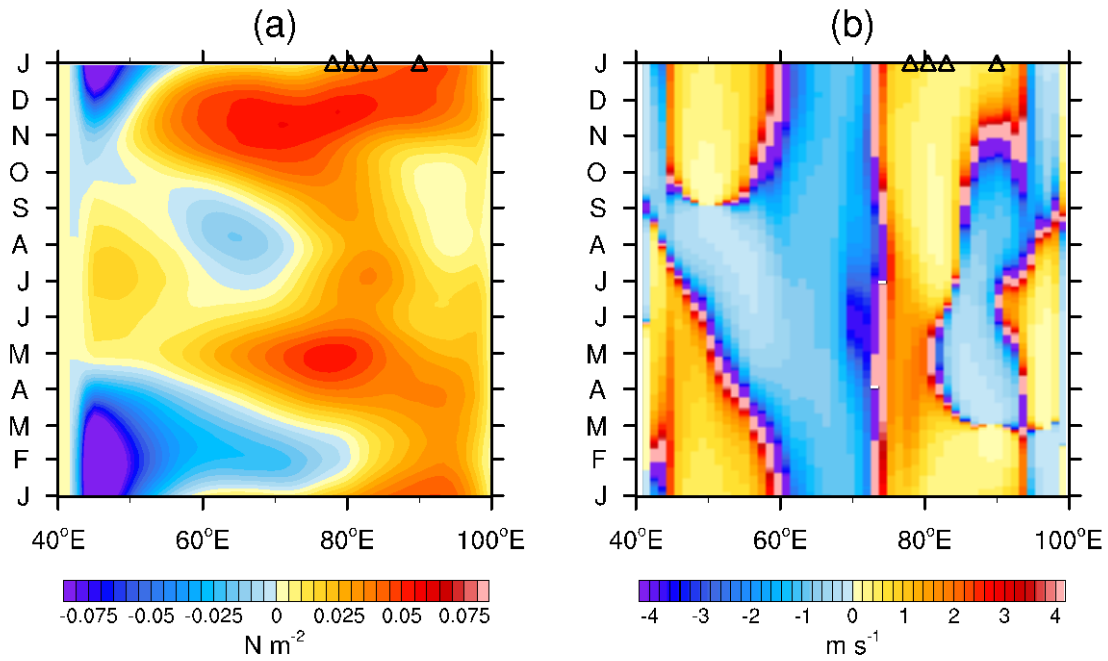 (a)
(b)
J
D
N
O
S
A
J
J
M
A
M
F
J
J
D
N
O
S
A
J
J
M
A
M
F
J
40°E 60°E 80°E 100°E
40°E 60°E 80°E 100°E
-0.075 -0.05 -0.025 0 0.025 0.05 0.075
N m⁻²
-4 -3 -2 -1 0 1 2 3 4
m s⁻¹